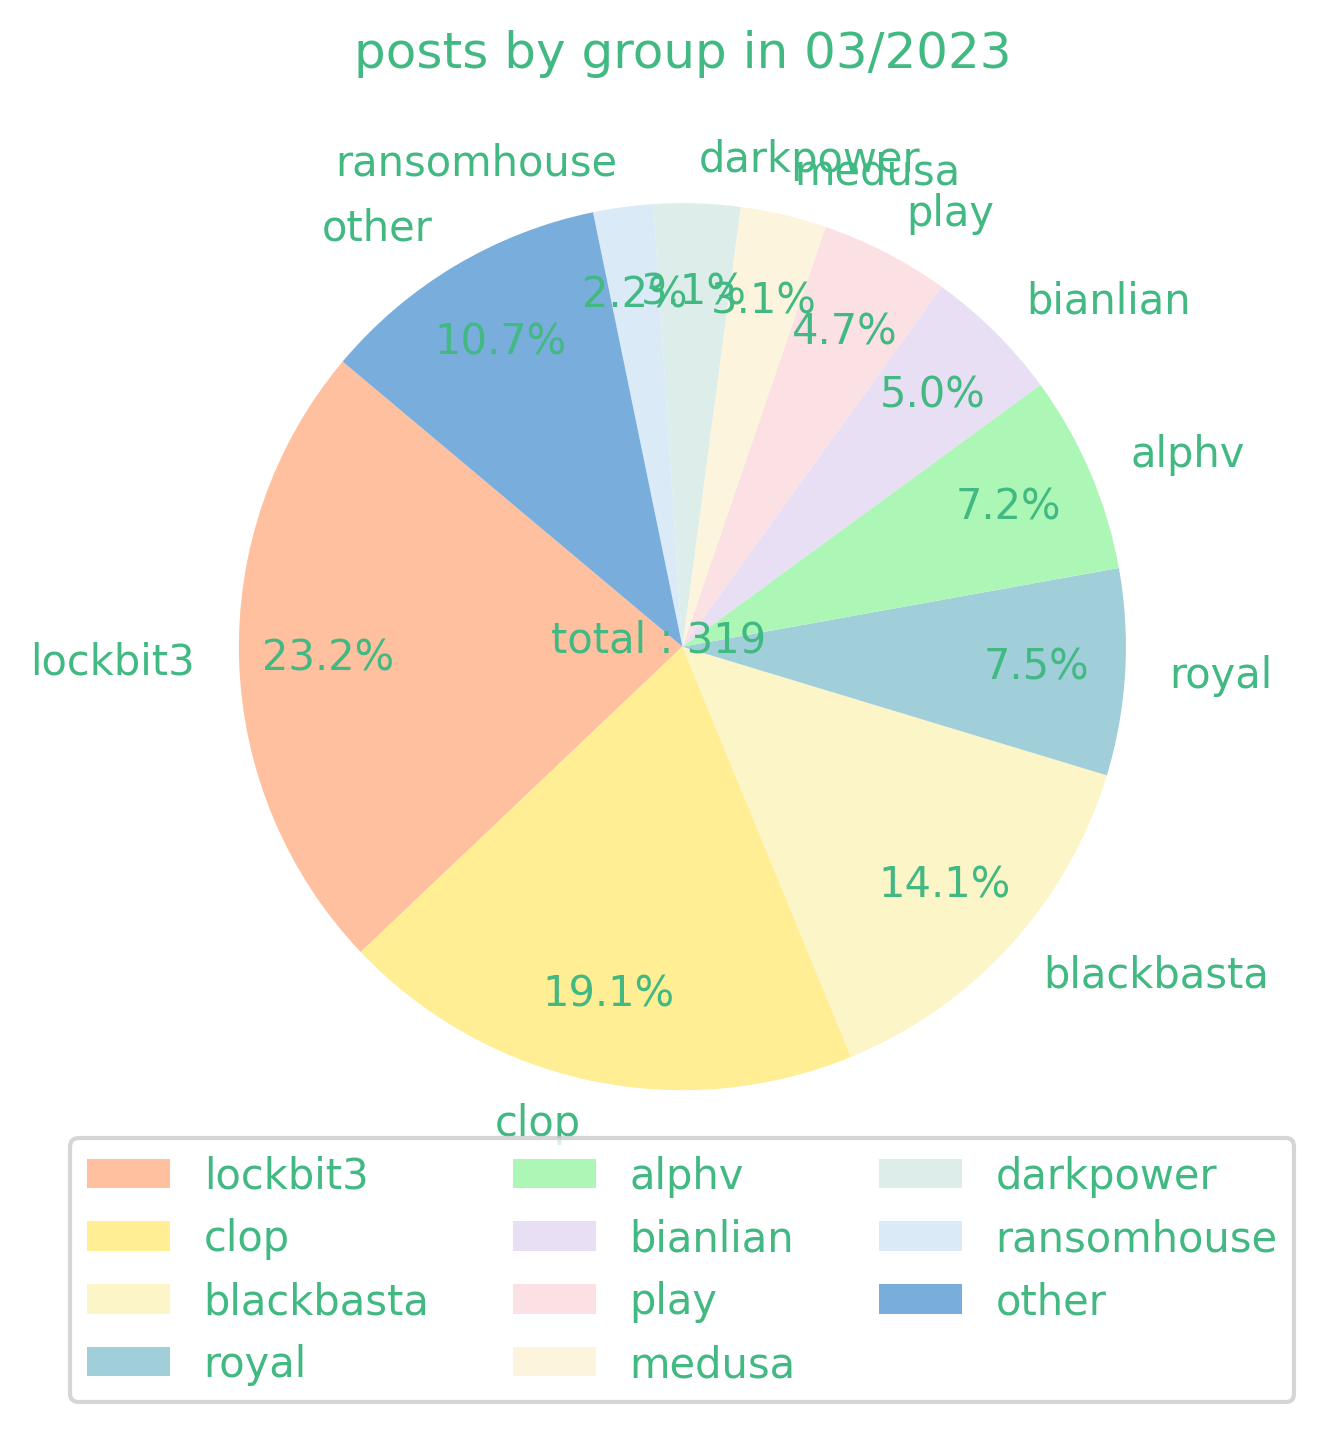 posts by group in 03/2023
darkpower
ransomhouse
medusa
play
other
bianlian
2.2%
3.1%
3.1%
4.7%
10.7%
5.0%
alphv
7.2%
total : 319
lockbit3
23.2%
7.5%
royal
14.1%
blackbasta
19.1%
clop
lockbit3
clop
blackbasta
royal
alphv
bianlian
play
medusa
darkpower
ransomhouse
other